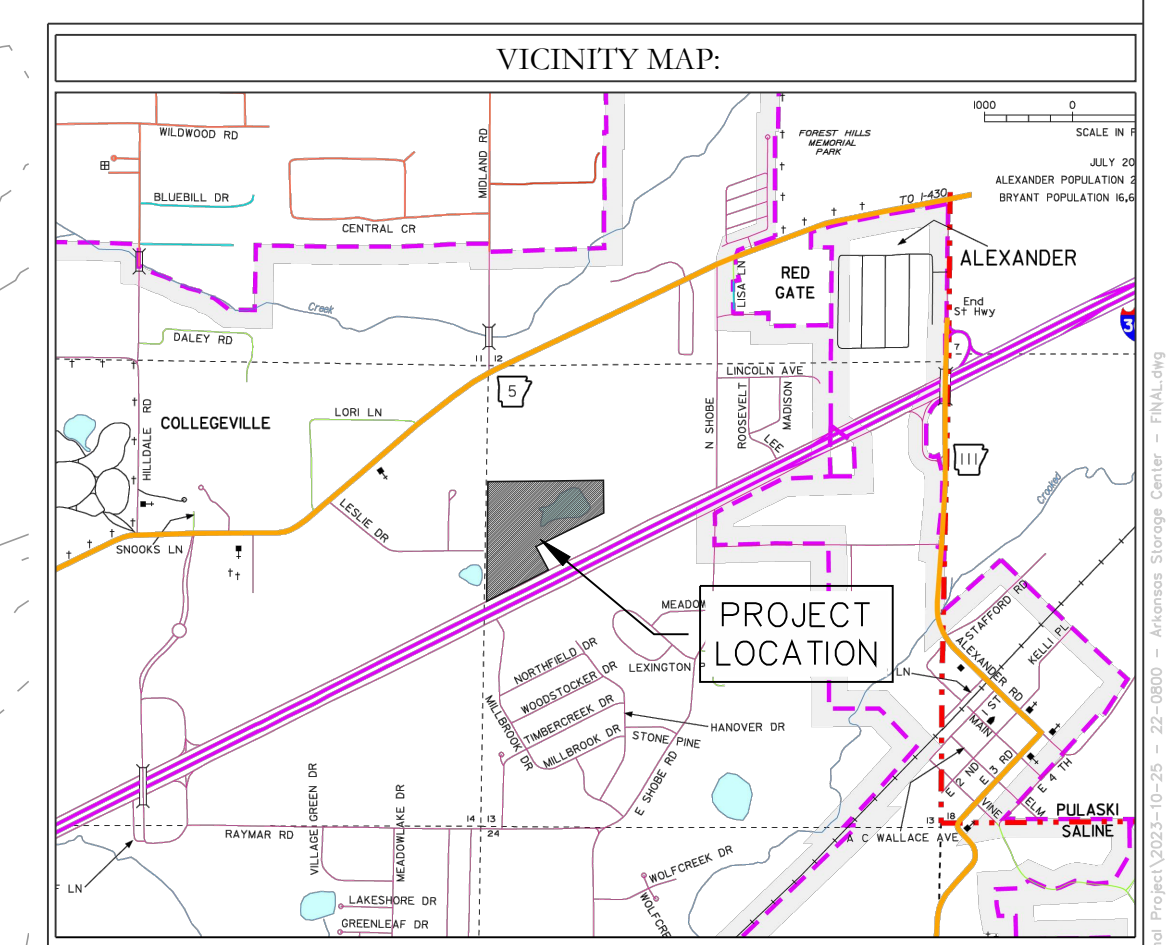 VICINITY MAP:
WILDWOOD RD
BLUEBILL DR
CENTRAL CR
MIDLAND RD
FOREST HILLS
MEMORIAL
PARK
1000
0
SCALE IN F
JULY 20
ALEXANDER POPULATION 2
BRYANT POPULATION 16,6
TO I-430
ALEXANDER
LISA LN
RED
GATE
End
St Hwy
3
7
Creek
DALEY RD
11
12
5
LINCOLN AVE
N SHOBE
ROOSEVELT
MADISON
LEE
COLLEGEVILLE
LORI LN
HILLDALE RD
LESLIE DR
SNOOKS LN
111
Crooked
PROJECT
LOCATION
MEADOW
LEXINGTON P
STAFFORD RD
KELLI PL
ALEXANDER RD
LN
1 ST
MAIN
E 2 ND
E 3 RD
E 4 TH
VINE
ELM
NORTHFIELD DR
WOODSTOCKER DR
TIMBERCREEK DR
MILLBROOK DR
MILLBROOK DR
HANOVER DR
STONE PINE
E SHOBE RD
PULASKI
SALINE
13
18
A C WALLACE AVE
14
13
24
RAYMAR RD
VILLAGE GREEN DR
MEADOWLAKE DR
WOLFCREEK DR
WOLFCRE
LAKESHORE DR
GREENLEAF DR
F LN
al Project\2023-10-25 - 22-0800 - Arkansas Storage Center - FINAL.dwg